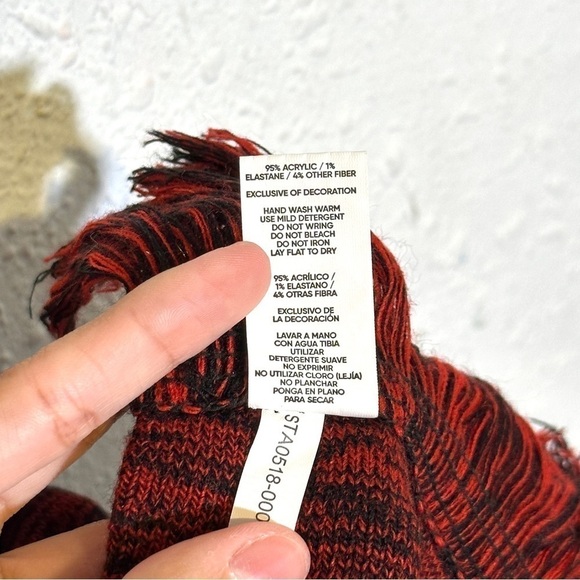 95% ACRYLIC / 1%
ELASTANE / 4% OTHER FIBER
EXCLUSIVE OF DECORATION
HAND WASH WARM
USE MILD DETERGENT
DO NOT WRING
DO NOT BLEACH
DO NOT IRON
LAY FLAT TO DRY
95% ACRÍLICO /
1% ELASTANO /
4% OTRAS FIBRA
EXCLUSIVO DE
LA DECORACIÓN
LAVAR A MANO
CON AGUA TIBIA
UTILIZAR
DETERGENTE SUAVE
NO EXPRIMIR
NO UTILIZAR CLORO (LEJÍA)
NO PLANCHAR
PONGA EN PLANO
PARA SECAR
STA0518-000